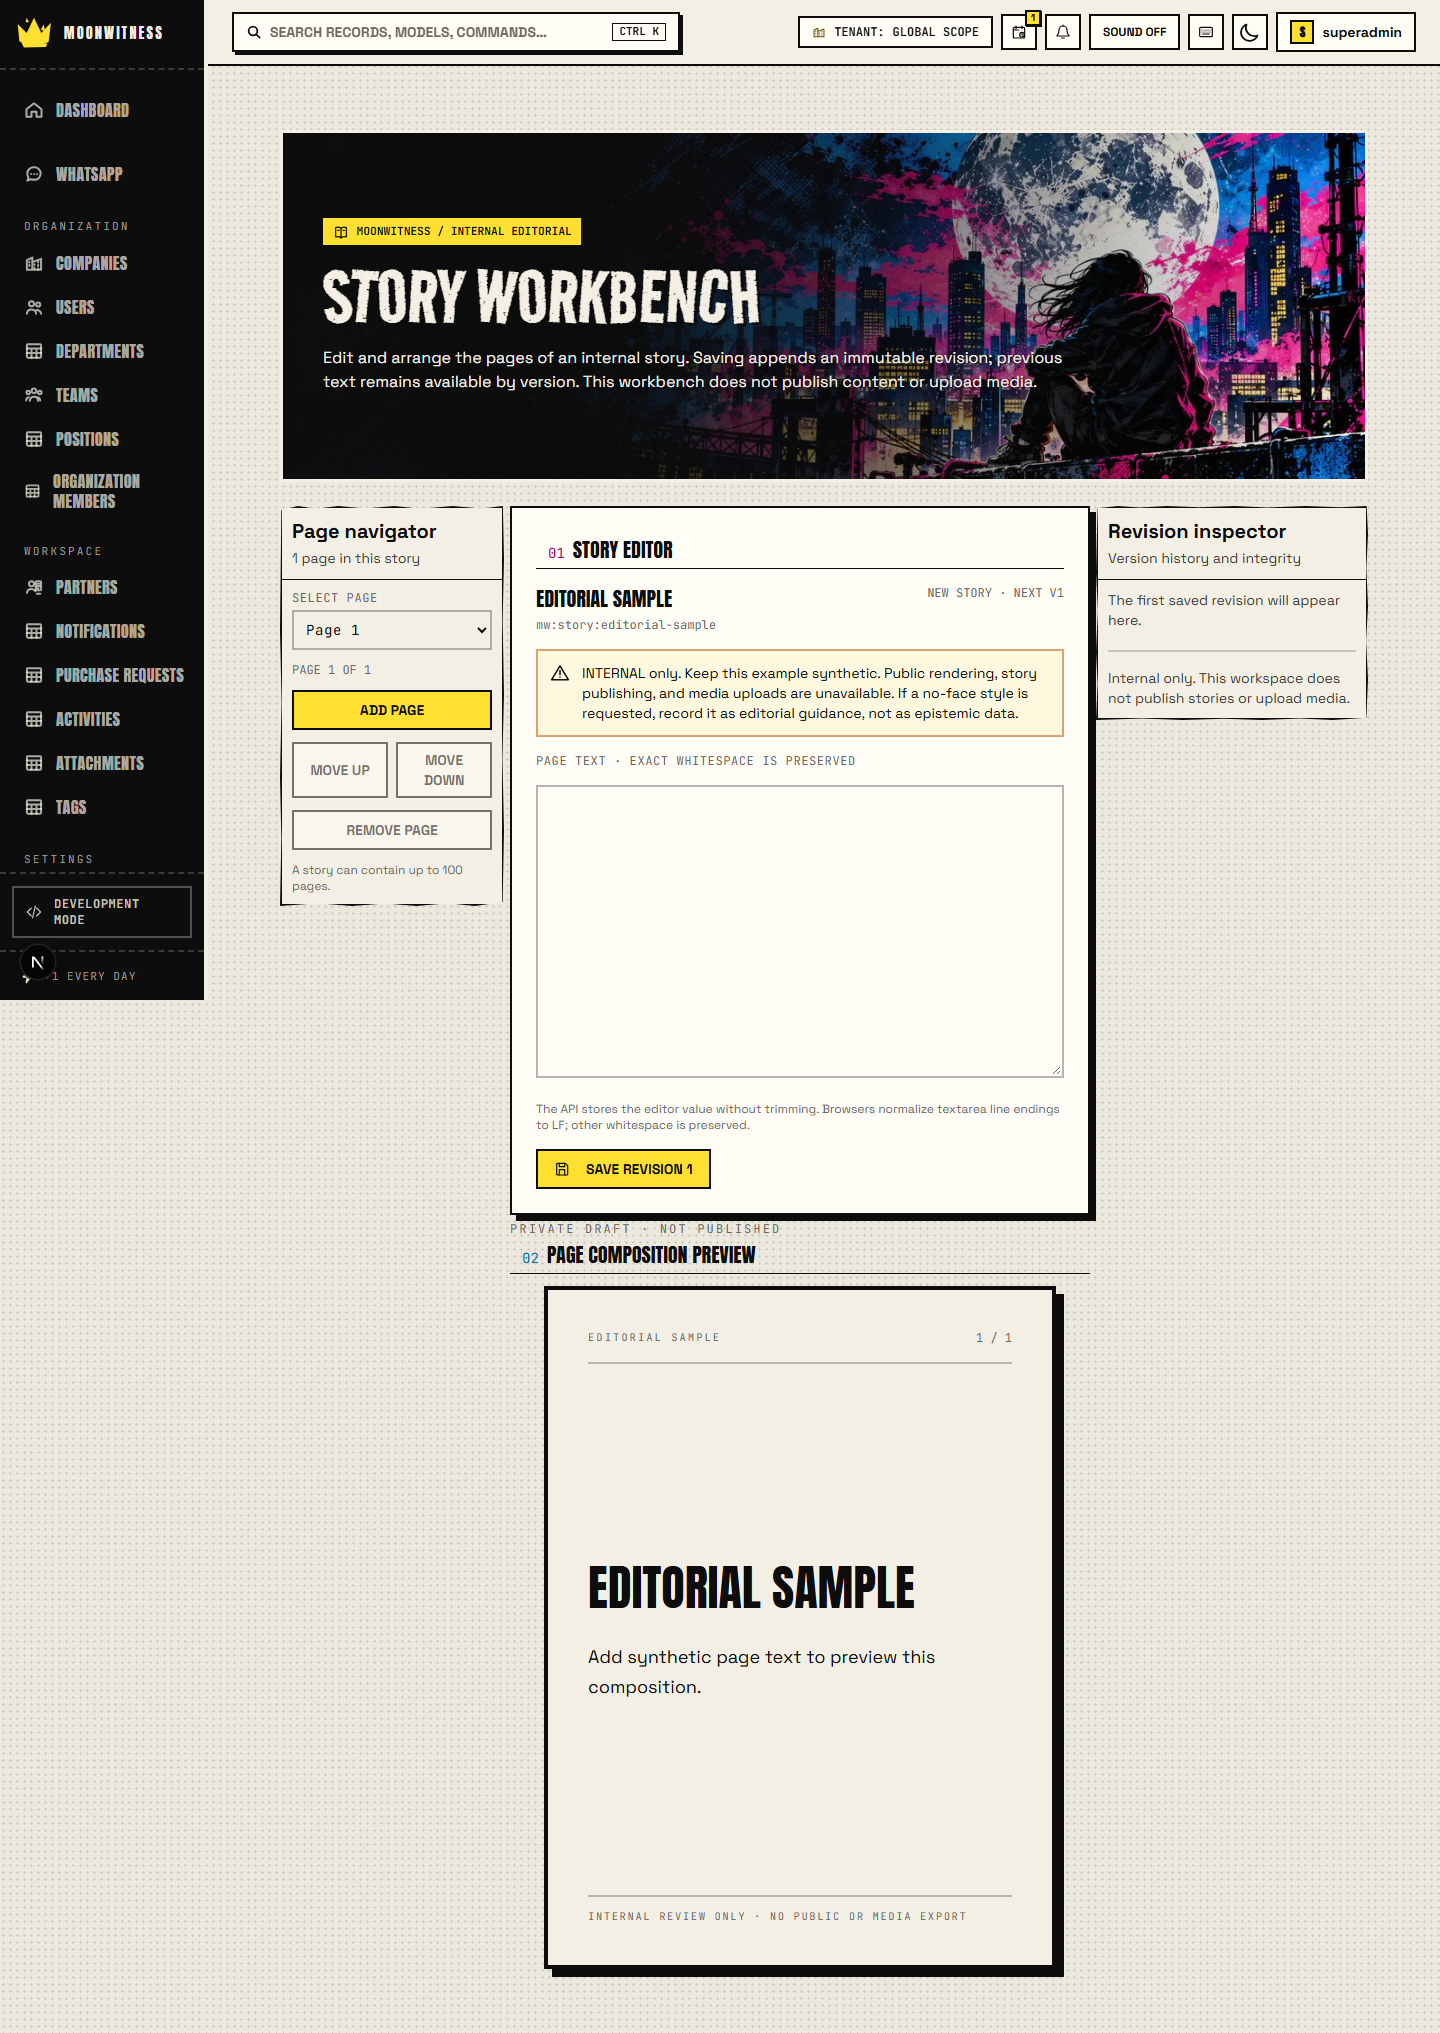 MOONWITNESS
SEARCH RECORDS, MODELS, COMMANDS...
CTRL K
TENANT: GLOBAL SCOPE
1
SOUND OFF
$
superadmin
DASHBOARD
WHATSAPP
ORGANIZATION
COMPANIES
USERS
DEPARTMENTS
TEAMS
POSITIONS
ORGANIZATION
MEMBERS
WORKSPACE
PARTNERS
NOTIFICATIONS
PURCHASE REQUESTS
ACTIVITIES
ATTACHMENTS
TAGS
SETTINGS
DEVELOPMENT
MODE
N
1 EVERY DAY
MOONWITNESS / INTERNAL EDITORIAL
STORY WORKBENCH
Edit and arrange the pages of an internal story. Saving appends an immutable revision; previous
text remains available by version. This workbench does not publish content or upload media.
Page navigator
1 page in this story
SELECT PAGE
Page 1
PAGE 1 OF 1
ADD PAGE
MOVE UP
MOVE
DOWN
REMOVE PAGE
A story can contain up to 100
pages.
01 STORY EDITOR
EDITORIAL SAMPLE
NEW STORY · NEXT V1
mw:story:editorial-sample
INTERNAL only. Keep this example synthetic. Public rendering, story
publishing, and media uploads are unavailable. If a no-face style is
requested, record it as editorial guidance, not as epistemic data.
PAGE TEXT · EXACT WHITESPACE IS PRESERVED
The API stores the editor value without trimming. Browsers normalize textarea line endings
to LF; other whitespace is preserved.
SAVE REVISION 1
Revision inspector
Version history and integrity
The first saved revision will appear
here.
Internal only. This workspace does
not publish stories or upload media.
PRIVATE DRAFT · NOT PUBLISHED
02 PAGE COMPOSITION PREVIEW
EDITORIAL SAMPLE
1 / 1
EDITORIAL SAMPLE
Add synthetic page text to preview this
composition.
INTERNAL REVIEW ONLY · NO PUBLIC OR MEDIA EXPORT